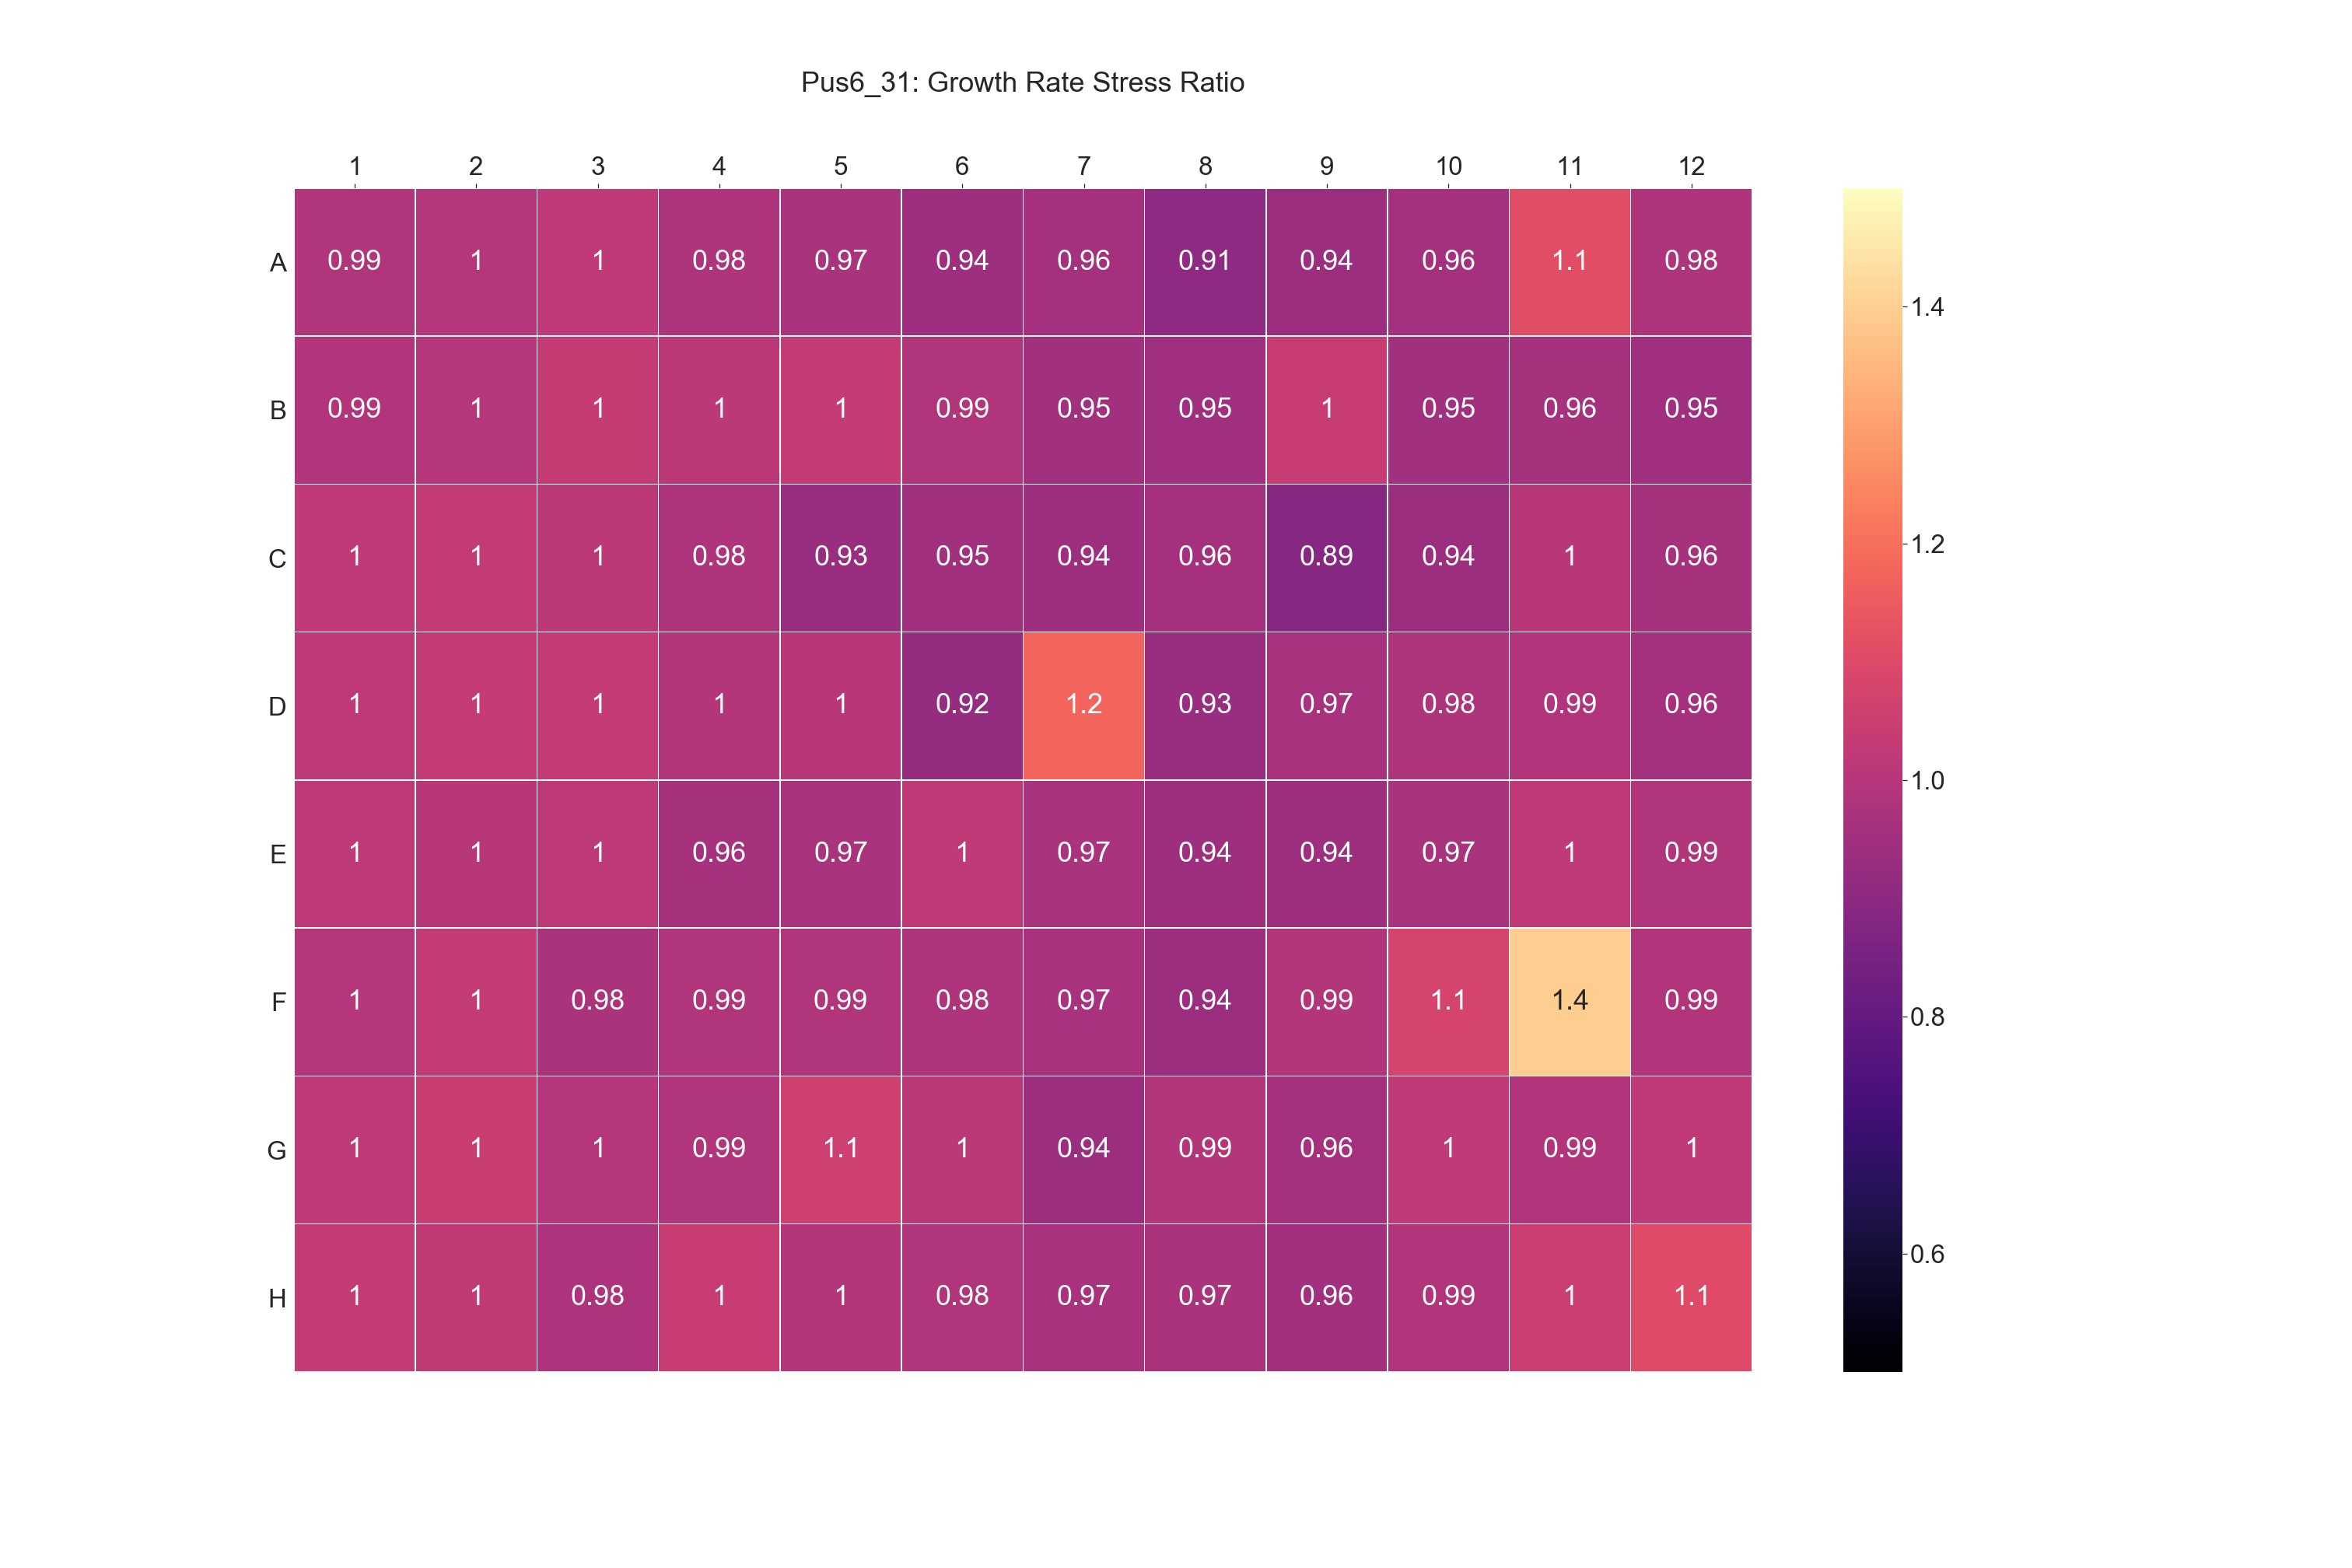 Pus6_31: Growth Rate Stress Ratio
1 2 3 4 5 6 7 8 9 10 11 12
A 0.99 1 1 0.98 0.97 0.94 0.96 0.91 0.94 0.96 1.1 0.98
1.4
B 0.99 1 1 1 1 0.99 0.95 0.95 1 0.95 0.96 0.95
C 1 1 1 0.98 0.93 0.95 0.94 0.96 0.89 0.94 1 0.96
1.2
D 1 1 1 1 1 0.92 1.2 0.93 0.97 0.98 0.99 0.96
1.0
E 1 1 1 0.96 0.97 1 0.97 0.94 0.94 0.97 1 0.99
F 1 1 0.98 0.99 0.99 0.98 0.97 0.94 0.99 1.1 1.4 0.99
0.8
G 1 1 1 0.99 1.1 1 0.94 0.99 0.96 1 0.99 1
0.6
H 1 1 0.98 1 1 0.98 0.97 0.97 0.96 0.99 1 1.1